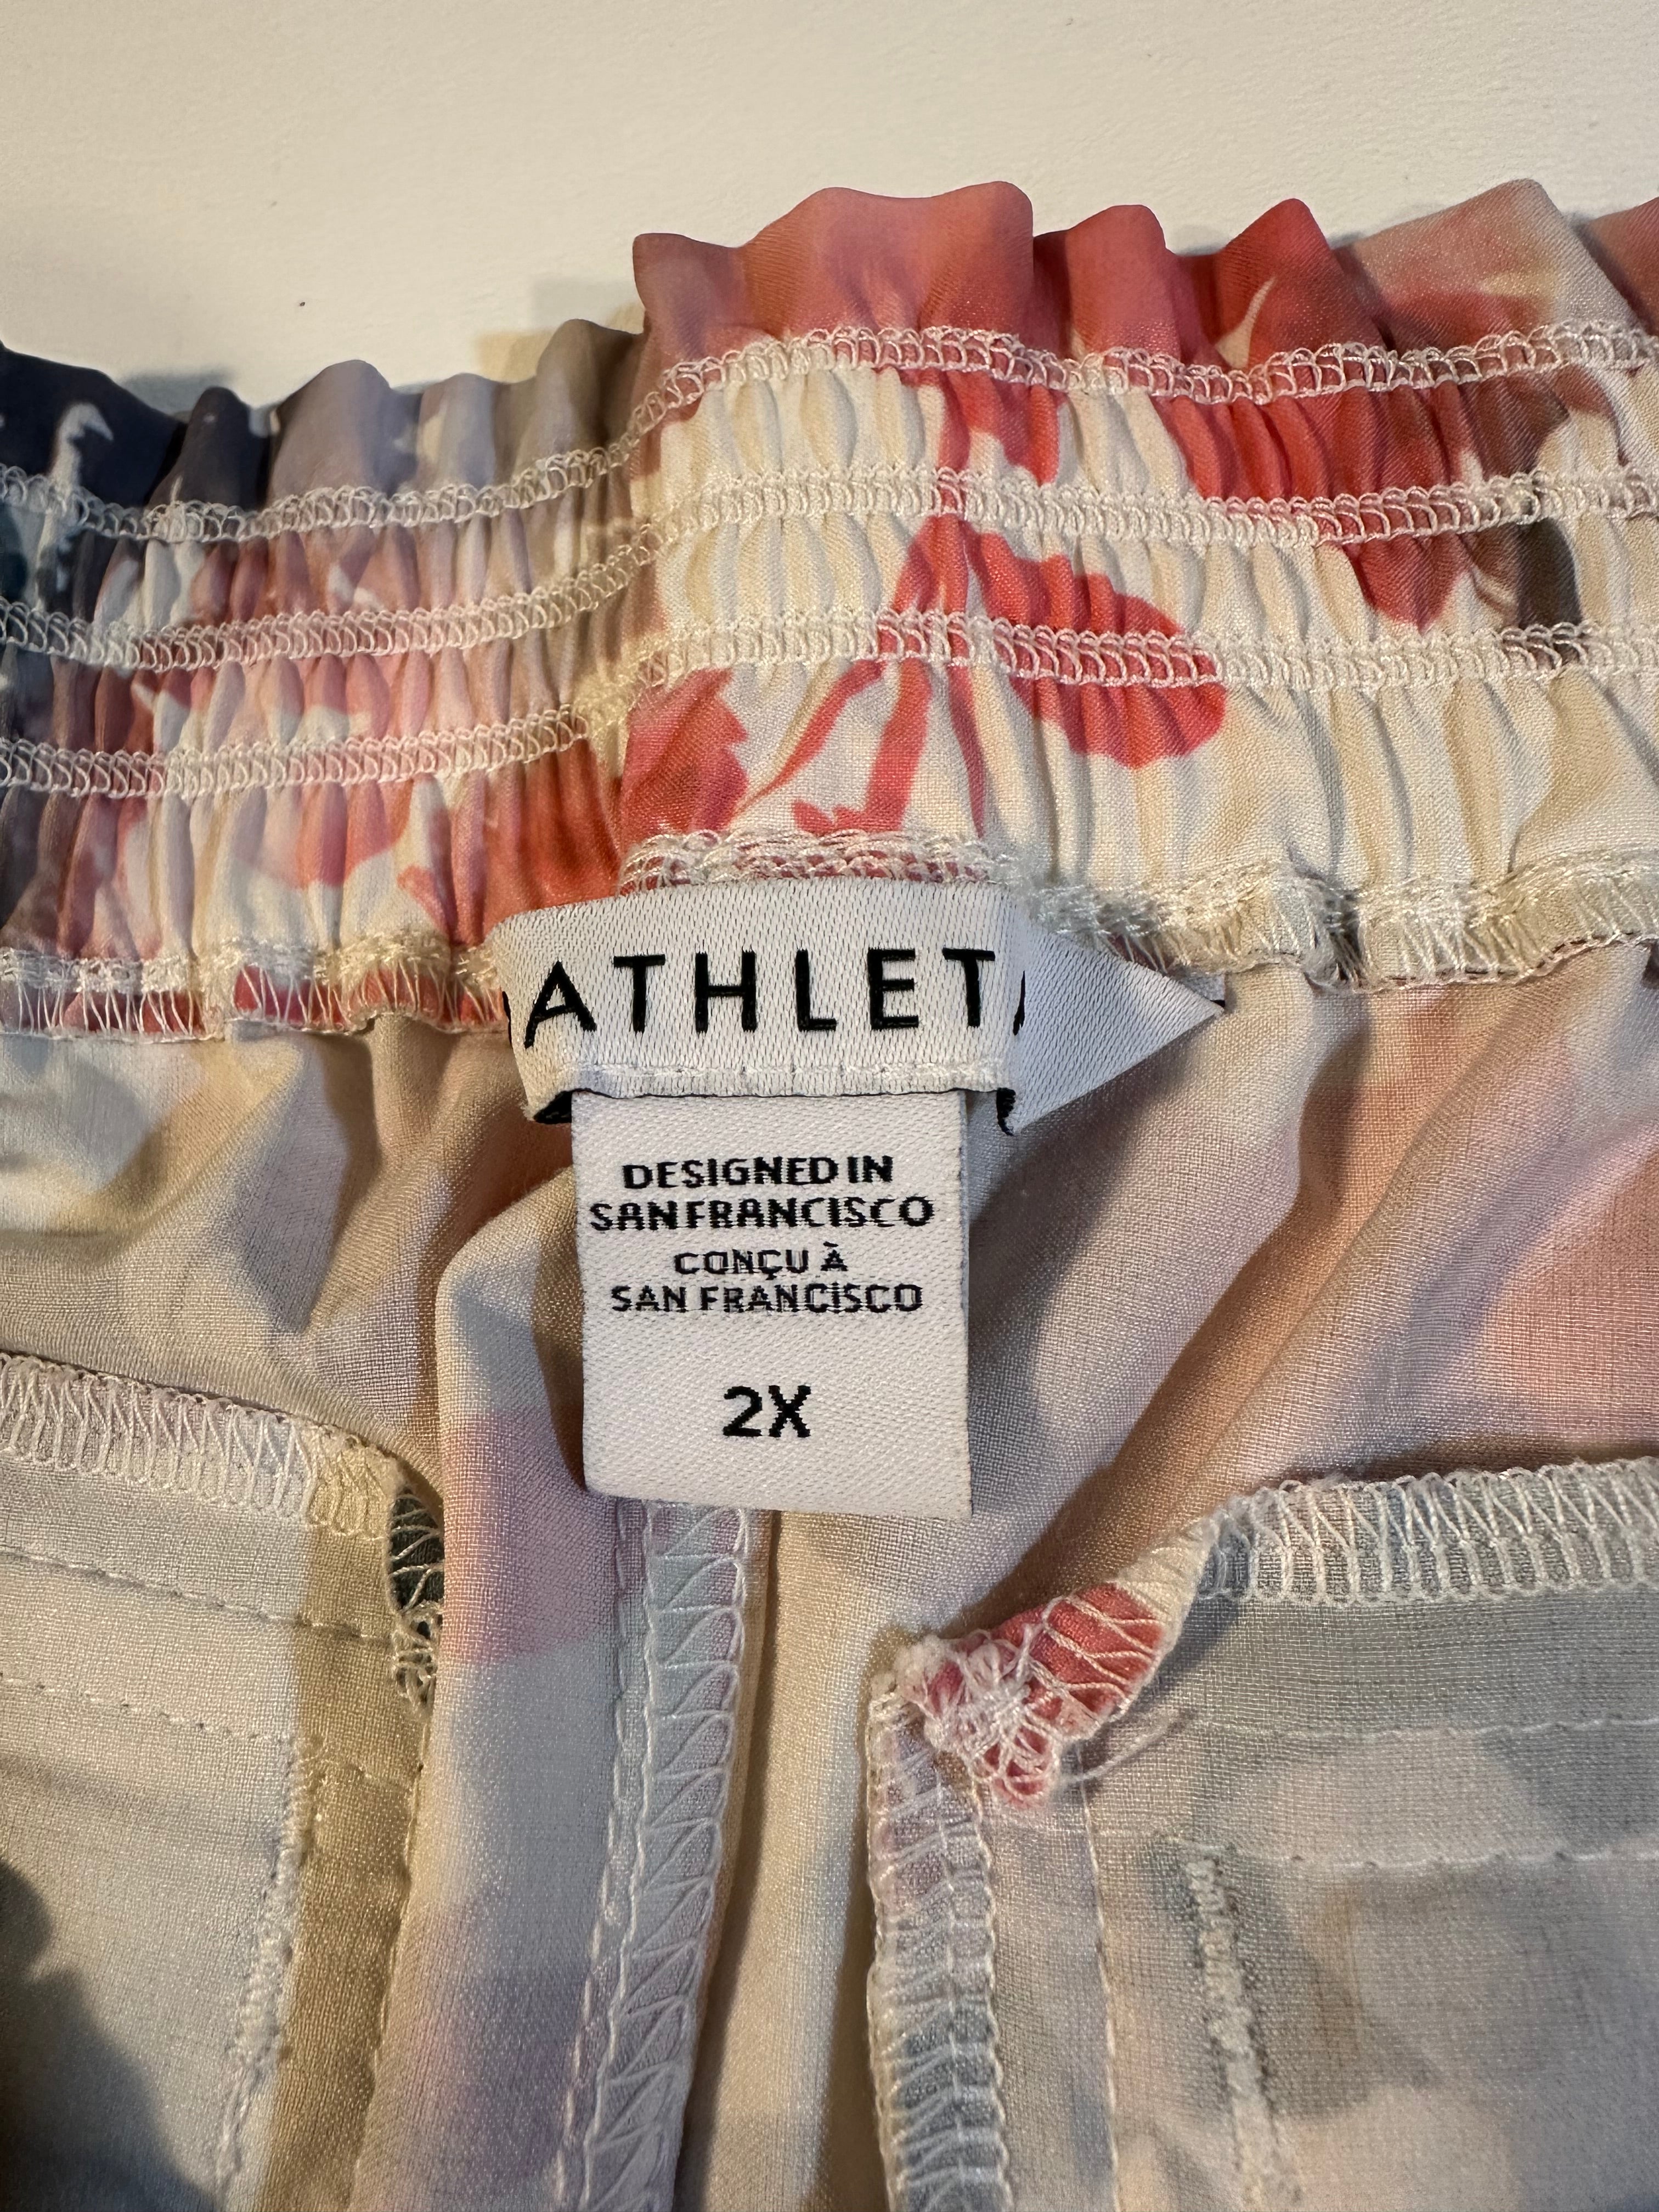 ATHLETA
DESIGNED IN
SAN FRANCISCO
CONÇU À
SAN FRANCISCO
2X